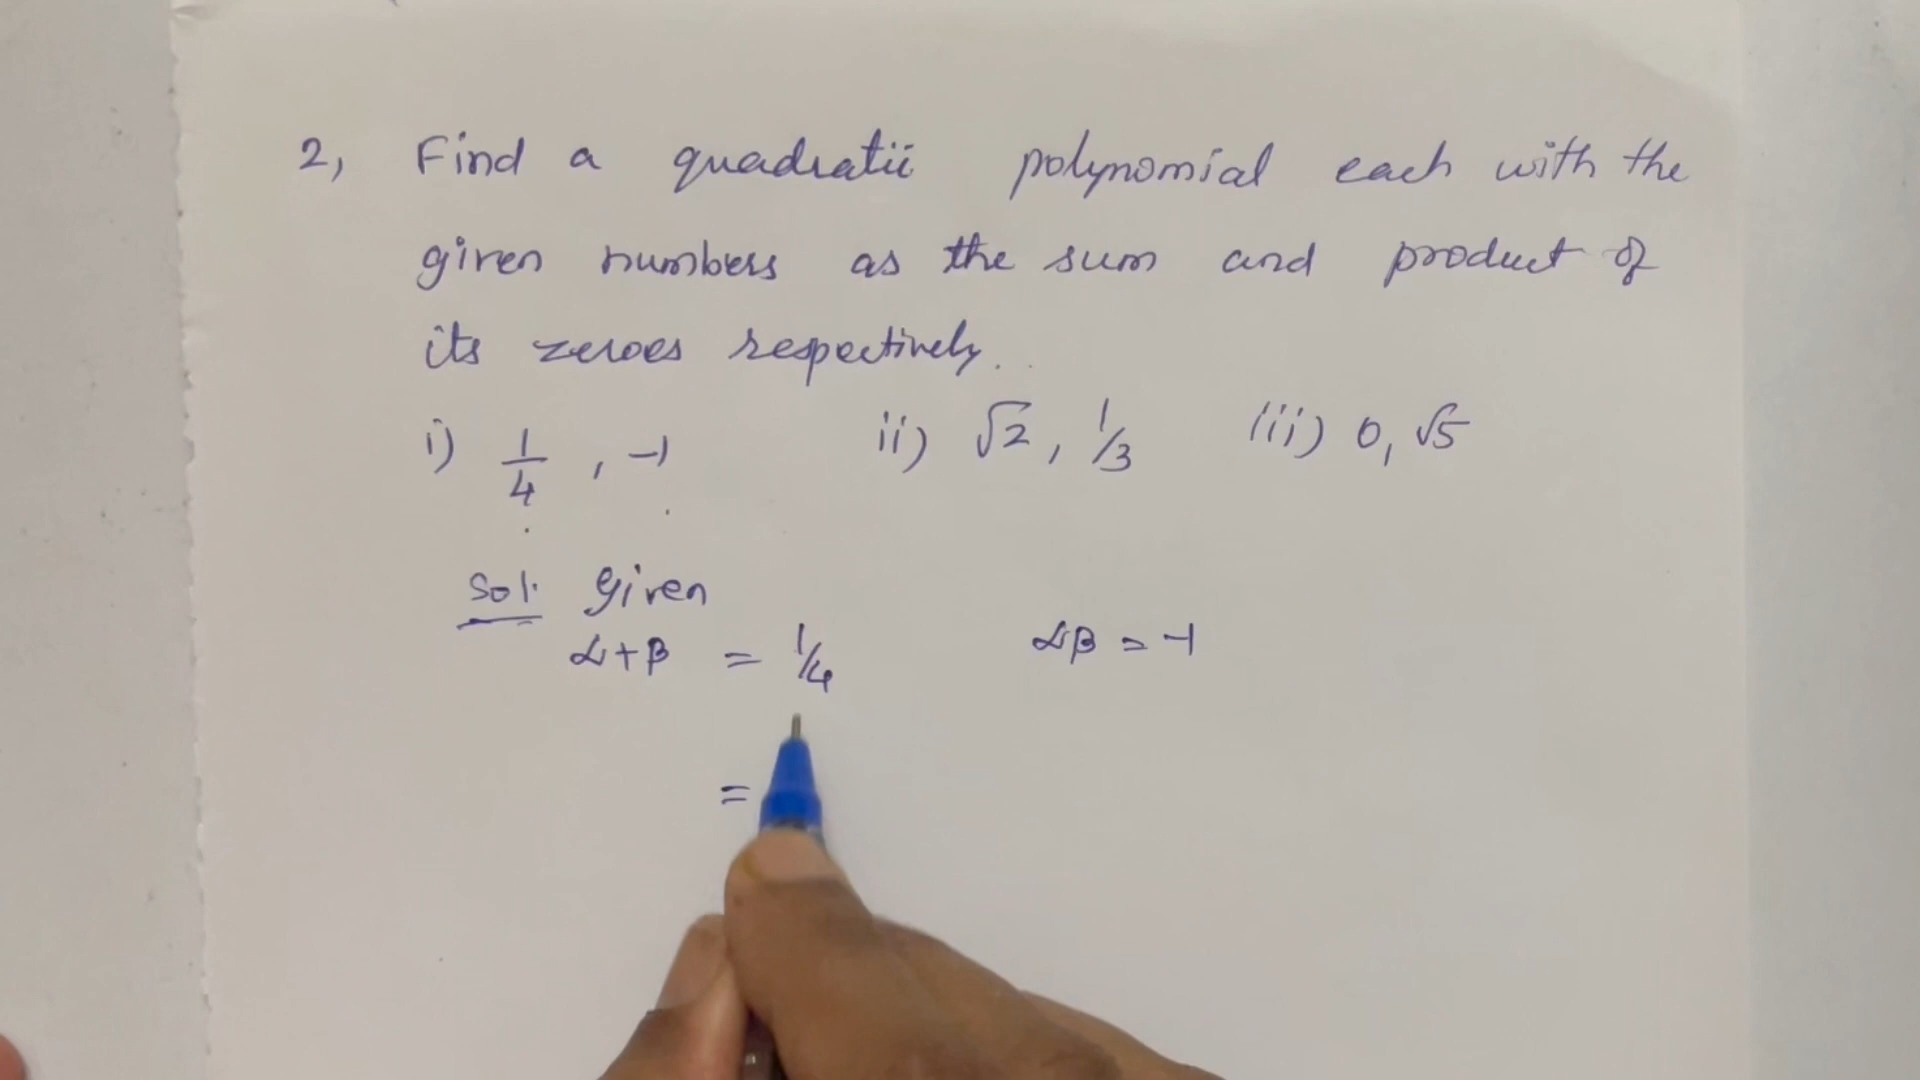 2, Find a quadratic polynomial each with the
given numbers as the sum and product of
its zeroes respectively.
i) 1/4 , -1 ii) √2, 1/3 (iii) 0, √5
Sol. Given
α+β = 1/4 αβ = -1
=